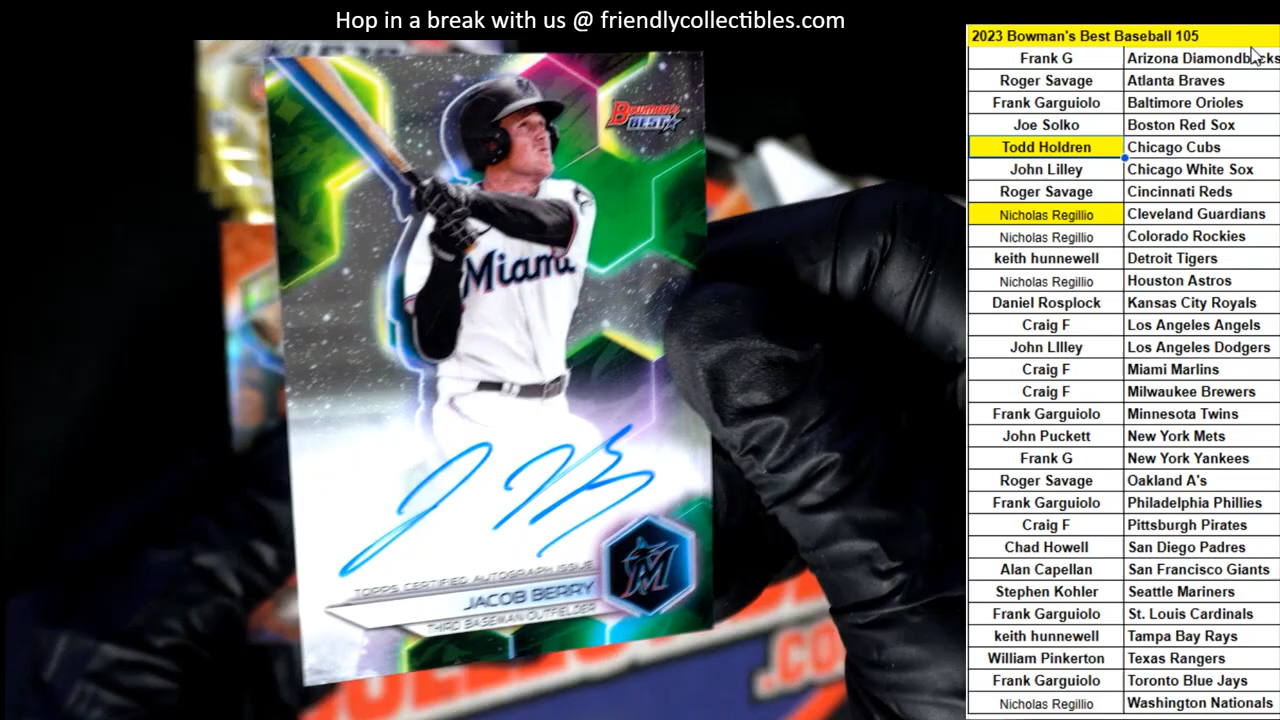 Hop in a break with us @ friendlycollectibles.com
Bowman's
BEST
Miami
TOPPS CERTIFIED AUTOGRAPH ISSUE
JACOB BERRY
THIRD BASEMAN OUTFIELDER
.CO
2023 Bowman's Best Baseball 105
Frank G Arizona Diamondbacks
Roger Savage Atlanta Braves
Frank Garguiolo Baltimore Orioles
Joe Solko Boston Red Sox
Todd Holdren Chicago Cubs
John Lilley Chicago White Sox
Roger Savage Cincinnati Reds
Nicholas Regillio Cleveland Guardians
Nicholas Regillio Colorado Rockies
keith hunnewell Detroit Tigers
Nicholas Regillio Houston Astros
Daniel Rosplock Kansas City Royals
Craig F Los Angeles Angels
John LIlley Los Angeles Dodgers
Craig F Miami Marlins
Craig F Milwaukee Brewers
Frank Garguiolo Minnesota Twins
John Puckett New York Mets
Frank G New York Yankees
Roger Savage Oakland A's
Frank Garguiolo Philadelphia Phillies
Craig F Pittsburgh Pirates
Chad Howell San Diego Padres
Alan Capellan San Francisco Giants
Stephen Kohler Seattle Mariners
Frank Garguiolo St. Louis Cardinals
keith hunnewell Tampa Bay Rays
William Pinkerton Texas Rangers
Frank Garguiolo Toronto Blue Jays
Nicholas Regillio Washington Nationals